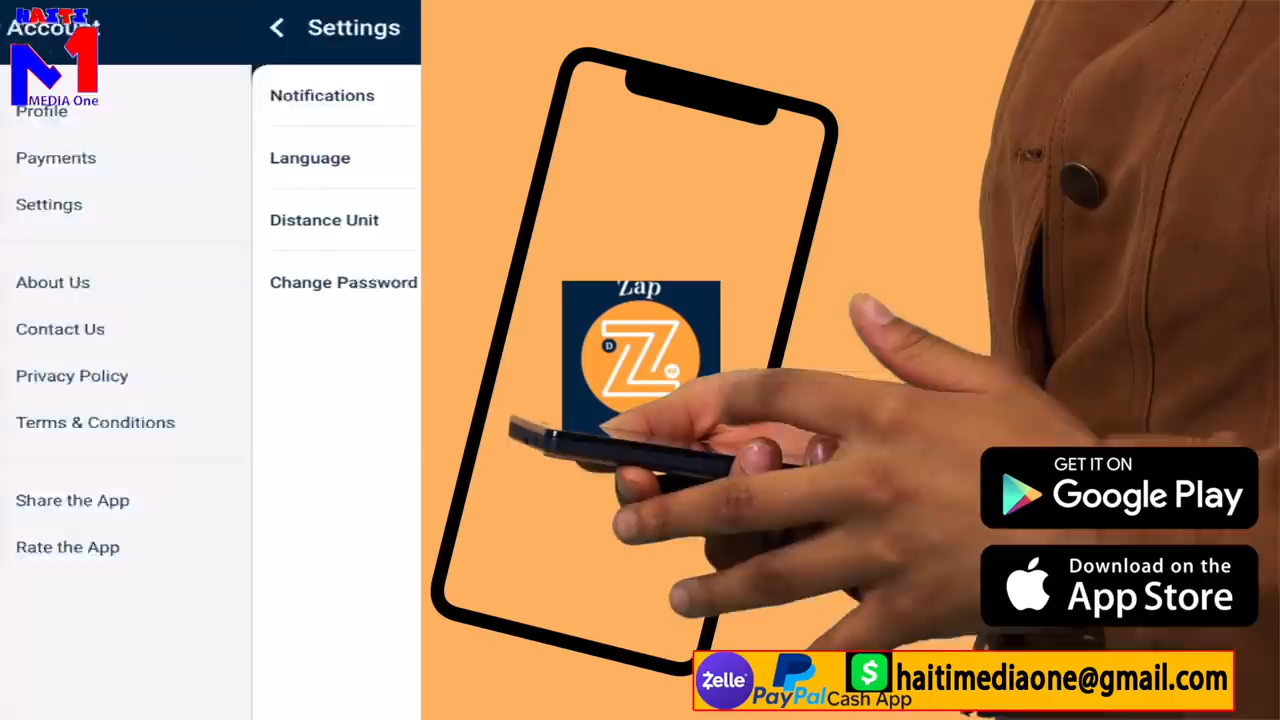 HAITI
M1
MEDIA One
Account
Profile
Payments
Settings
About Us
Contact Us
Privacy Policy
Terms & Conditions
Share the App
Rate the App
Settings
Notifications
Language
Distance Unit
Change Password
Zap
Z
D
GET IT ON
Google Play
Download on the
App Store
Zelle
PayPal
$
Cash App
haitimediaone@gmail.com